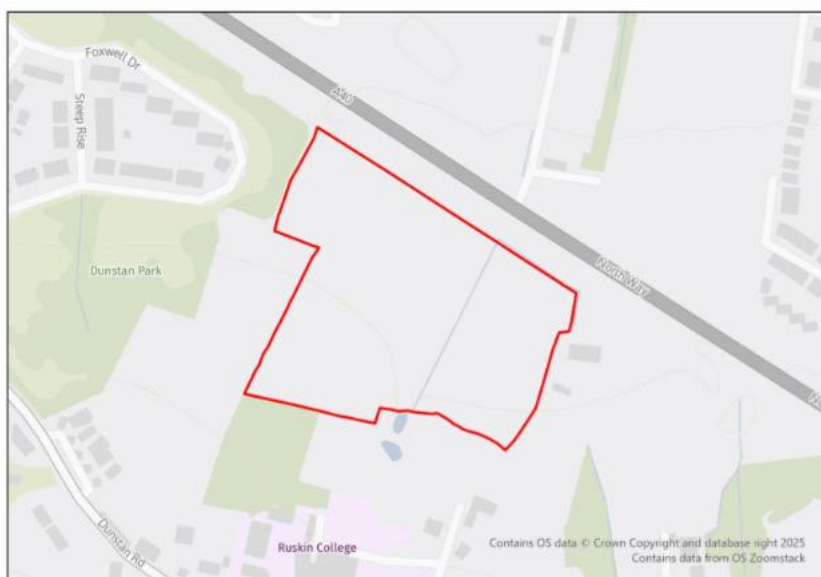 Foxwell Dr
Steep Rise
A40
Dunstan Park
North Way
Dunstan Rd
Ruskin College
Contains OS data © Crown Copyright and database right 2025
Contains data from OS Zoomstack